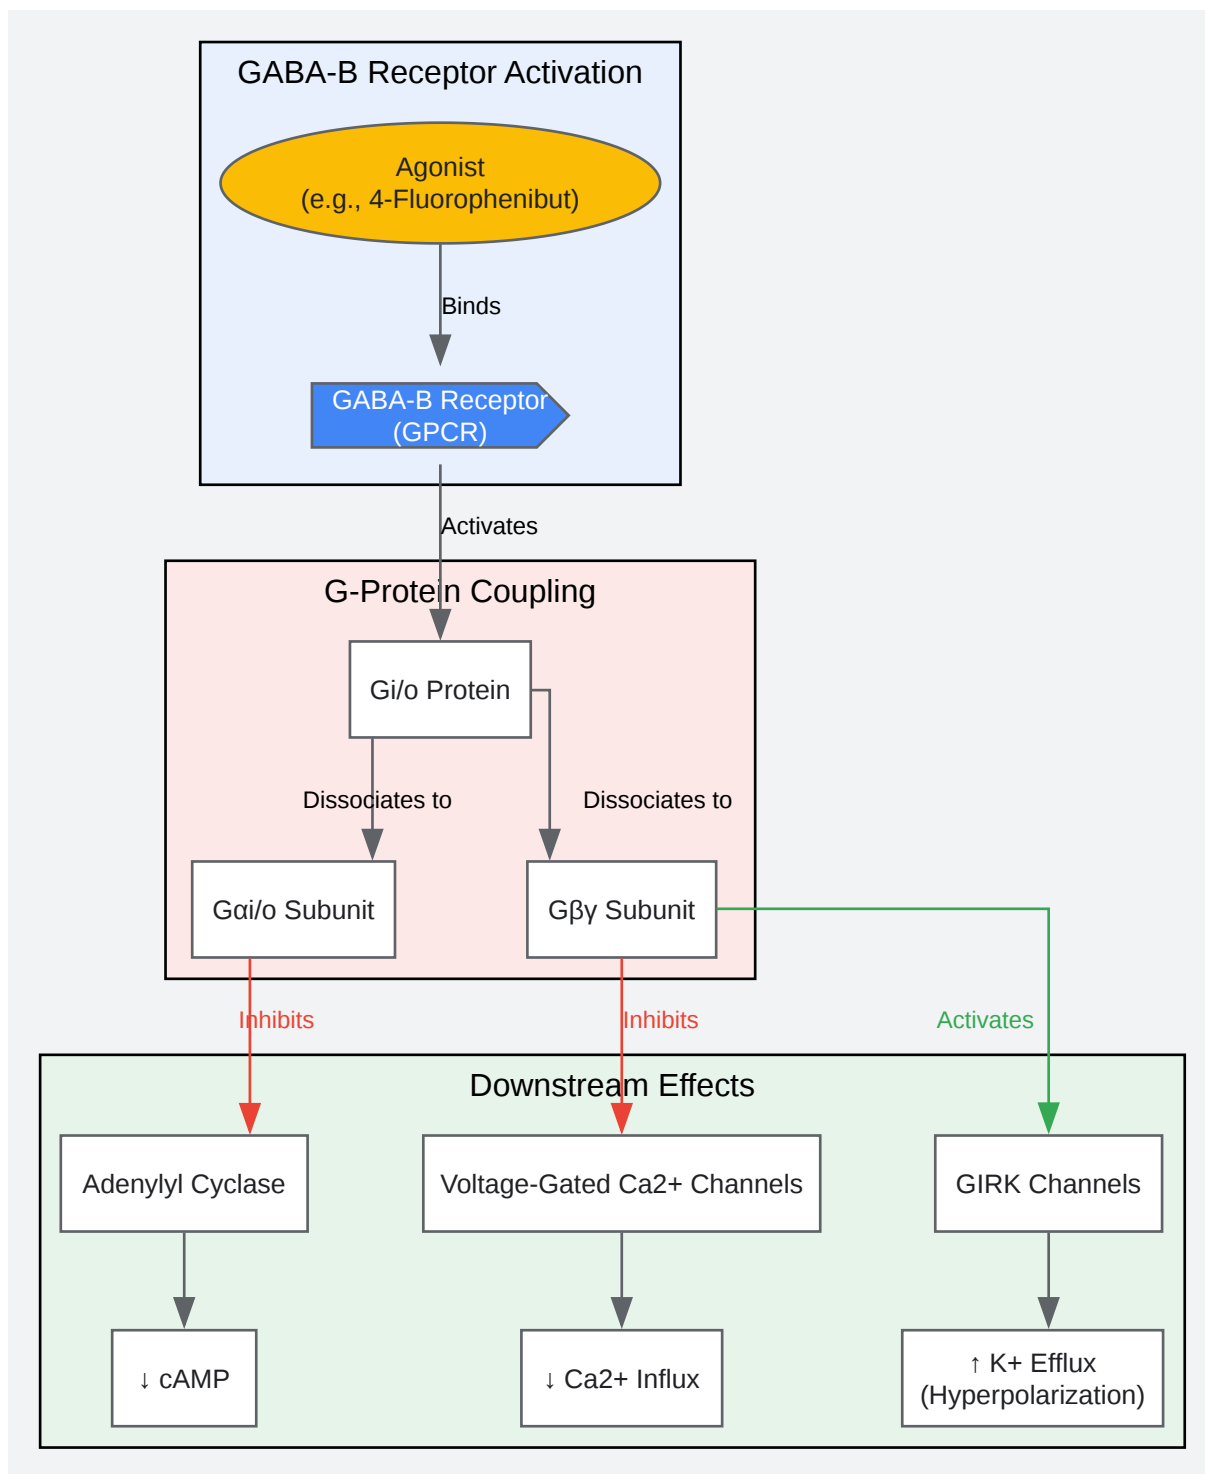 GABA-B Receptor Activation
Agonist
(e.g., 4-Fluorophenibut)
Binds
GABA-B Receptor
(GPCR)
Activates
G-Protein Coupling
Gi/o Protein
Dissociates to
Dissociates to
Gαi/o Subunit
Gβγ Subunit
Inhibits
Inhibits
Activates
Downstream Effects
Adenylyl Cyclase
Voltage-Gated Ca2+ Channels
GIRK Channels
↓ cAMP
↓ Ca2+ Influx
↑ K+ Efflux
(Hyperpolarization)